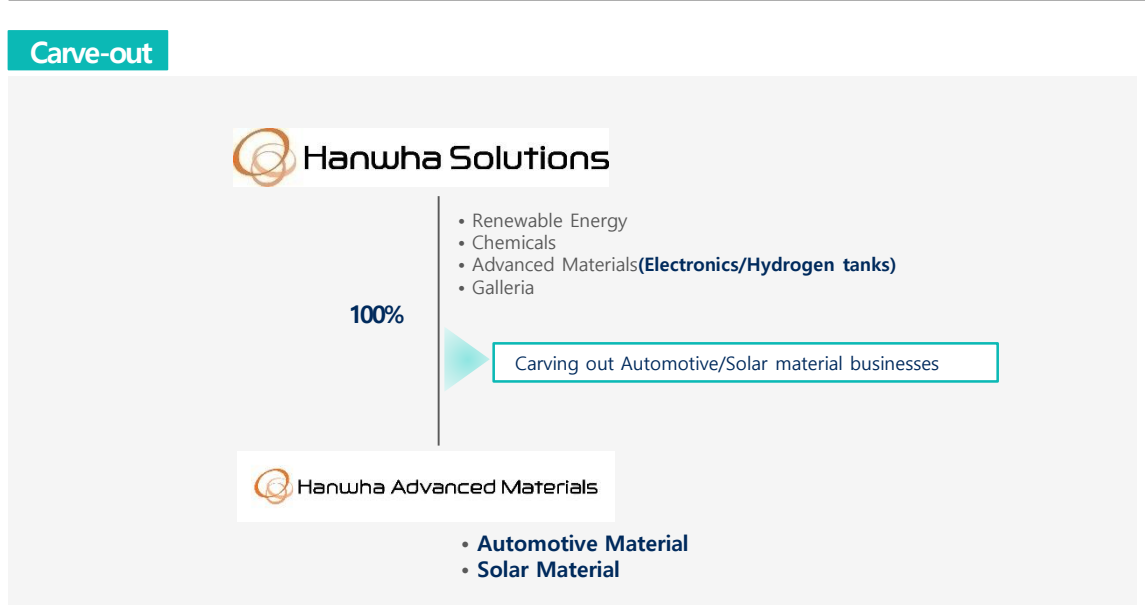 Carve-out
Hanwha Solutions
• Renewable Energy
• Chemicals
• Advanced Materials(Electronics/Hydrogen tanks)
• Galleria
100%
Carving out Automotive/Solar material businesses
Hanwha Advanced Materials
• Automotive Material
• Solar Material